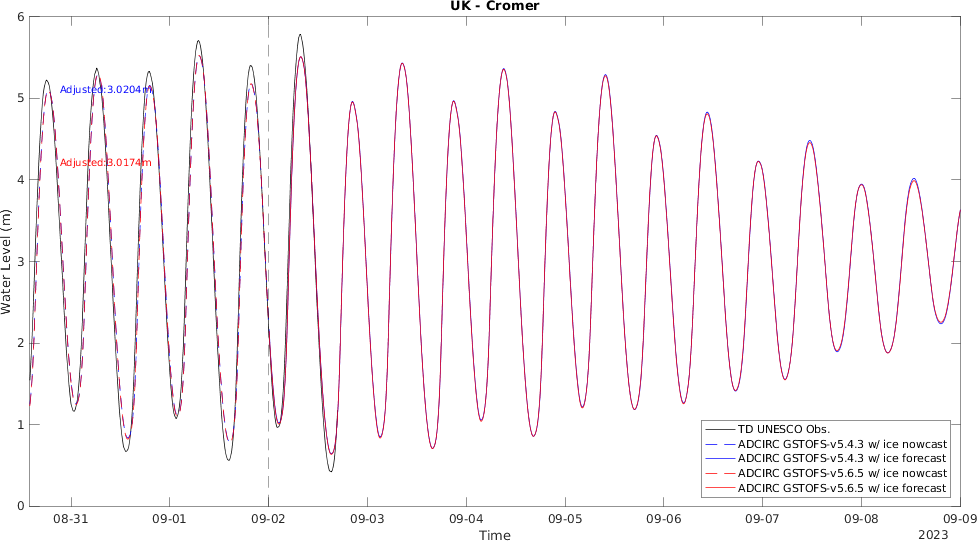 UK - Cromer
6
5
4
3
2
1
0
Water Level (m)
Adjusted:3.0204m
Adjusted:3.0174m
TD UNESCO Obs.
ADCIRC GSTOFS-v5.4.3 w/ ice nowcast
ADCIRC GSTOFS-v5.4.3 w/ ice forecast
ADCIRC GSTOFS-v5.6.5 w/ ice nowcast
ADCIRC GSTOFS-v5.6.5 w/ ice forecast
08-31 09-01 09-02 09-03 09-04 09-05 09-06 09-07 09-08 09-09
Time
2023